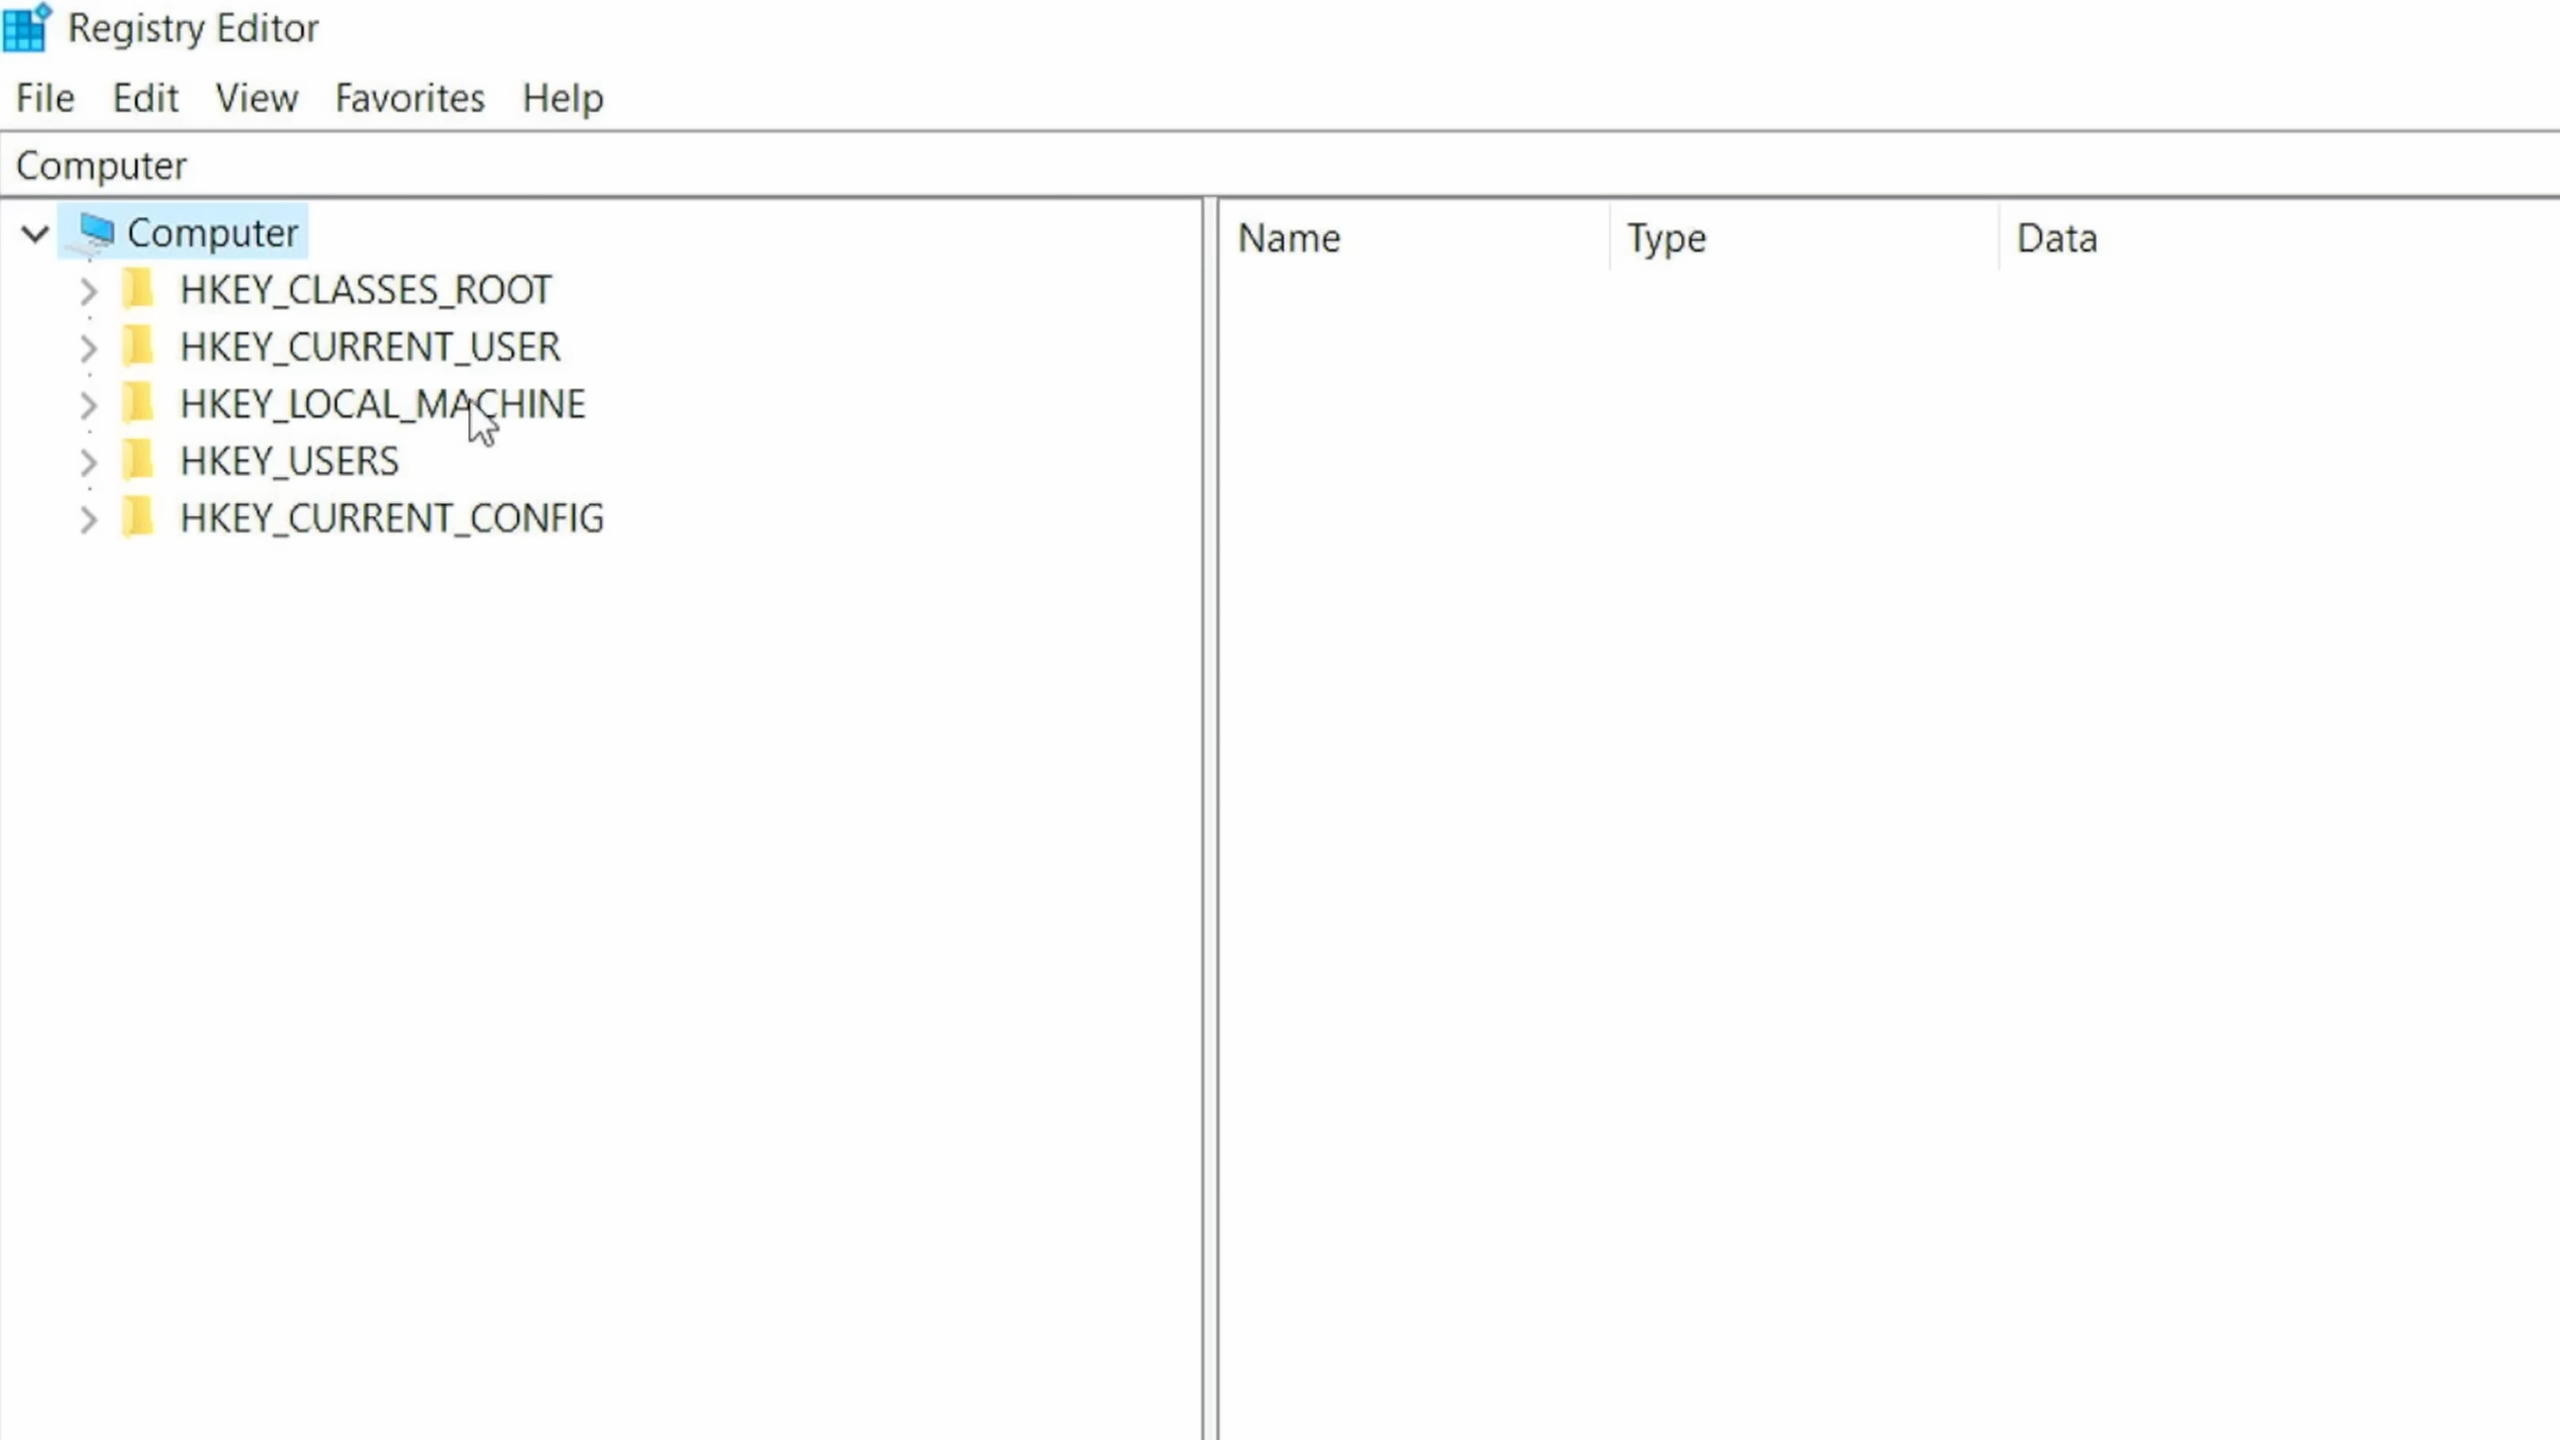 Registry Editor
File Edit View Favorites Help
Computer
Computer
HKEY_CLASSES_ROOT
HKEY_CURRENT_USER
HKEY_LOCAL_MACHINE
HKEY_USERS
HKEY_CURRENT_CONFIG
Name Type Data